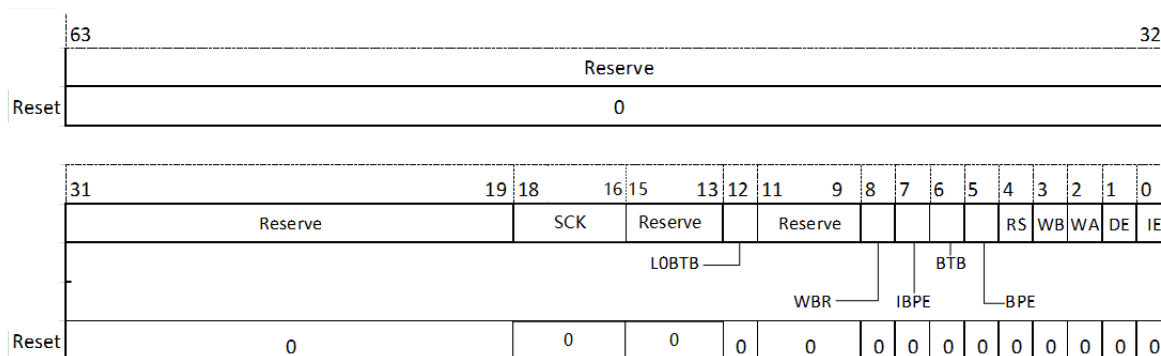 63 32
Reserve
Reset 0
31 19 18 16 15 13 12 11 9 8 7 6 5 4 3 2 1 0
Reserve SCK Reserve Reserve RS WB WA DE IE
L0BTB BTB
WBR IBPE BPE
Reset 0 0 0 0 0 0 0 0 0 0 0 0 0 0